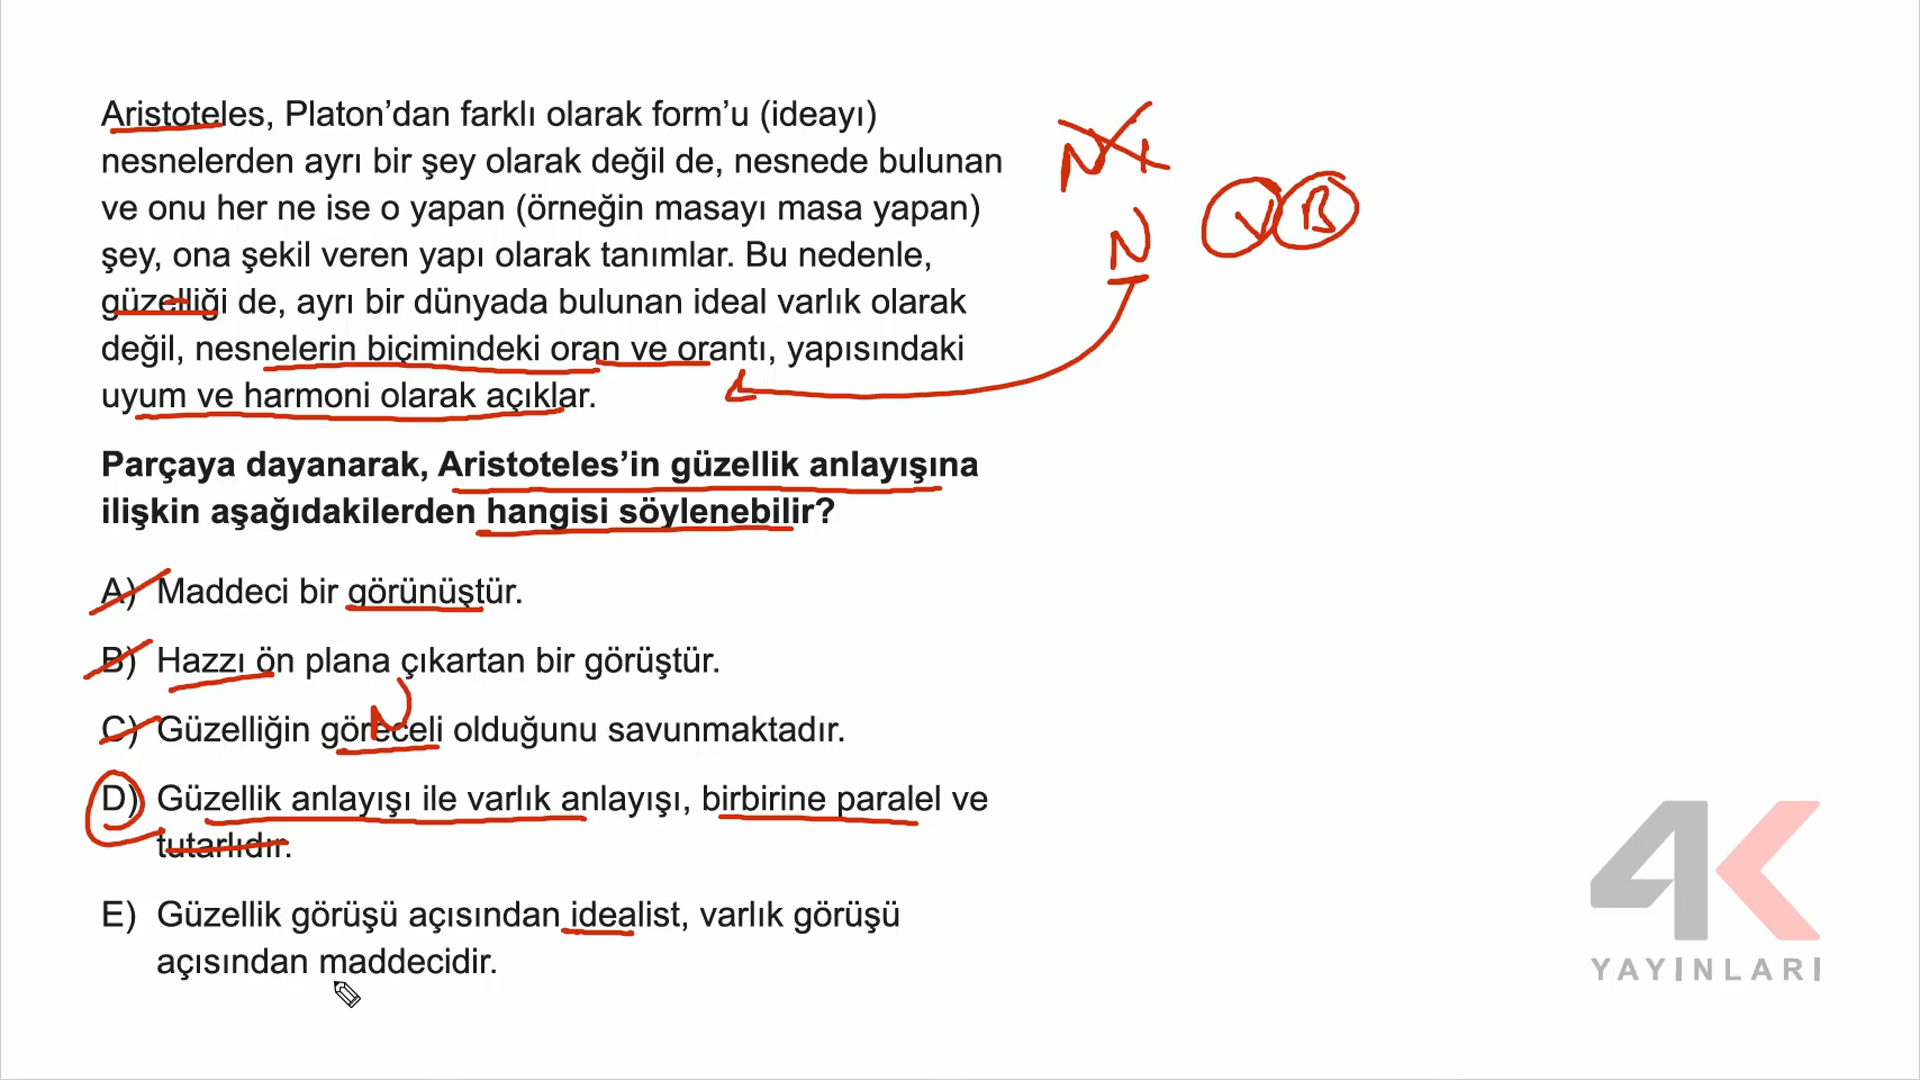 Aristoteles, Platon’dan farklı olarak form’u (ideayı)
nesnelerden ayrı bir şey olarak değil de, nesnede bulunan
ve onu her ne ise o yapan (örneğin masayı masa yapan)
şey, ona şekil veren yapı olarak tanımlar. Bu nedenle,
güzelliği de, ayrı bir dünyada bulunan ideal varlık olarak
değil, nesnelerin biçimindeki oran ve orantı, yapısındaki
uyum ve harmoni olarak açıklar.
Parçaya dayanarak, Aristoteles’in güzellik anlayışına
ilişkin aşağıdakilerden hangisi söylenebilir?
A) Maddeci bir görünüştür.
B) Hazzı ön plana çıkartan bir görüştür.
C) Güzelliğin göreceli olduğunu savunmaktadır.
D) Güzellik anlayışı ile varlık anlayışı, birbirine paralel ve
tutarlıdır.
E) Güzellik görüşü açısından idealist, varlık görüşü
açısından maddecidir.
N
V B
N
4K
YAYINLARI